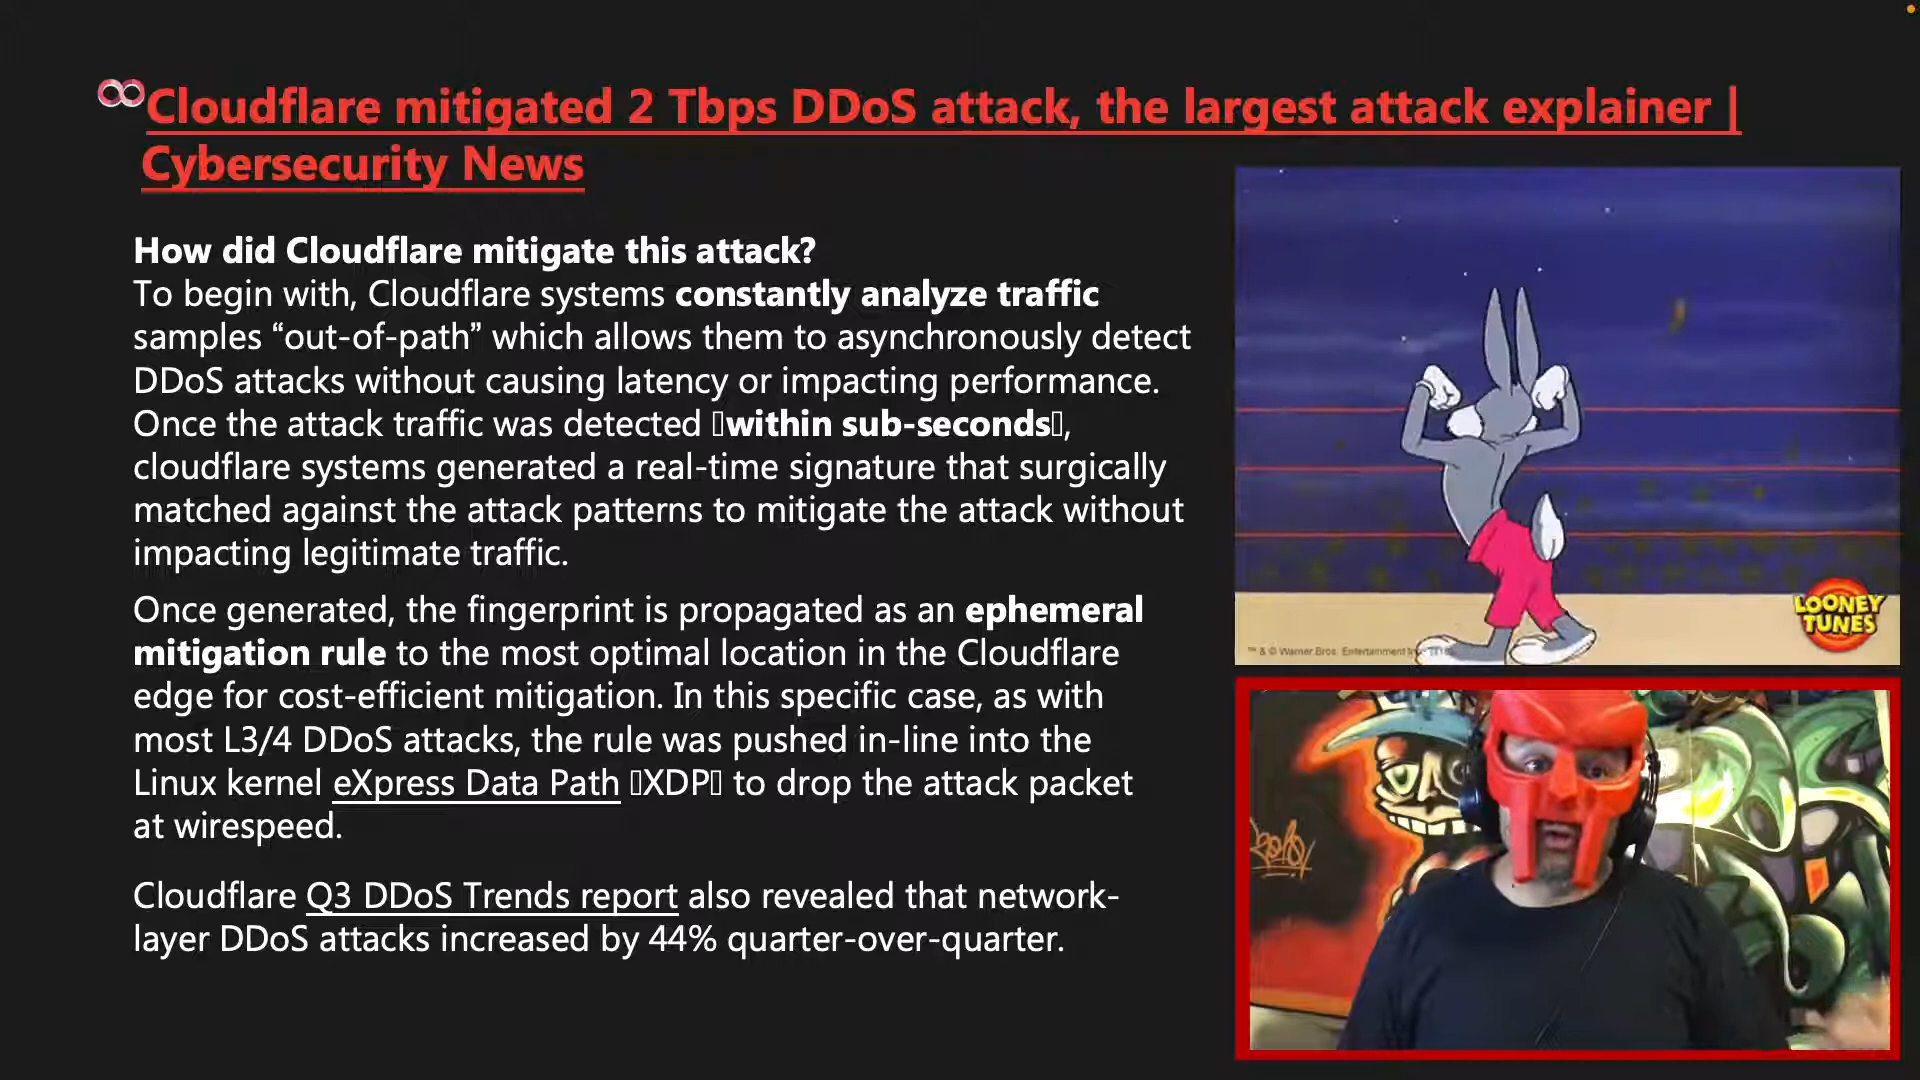 Cloudflare mitigated 2 Tbps DDoS attack, the largest attack explainer |
Cybersecurity News
How did Cloudflare mitigate this attack?
To begin with, Cloudflare systems constantly analyze traffic
samples “out-of-path” which allows them to asynchronously detect
DDoS attacks without causing latency or impacting performance.
Once the attack traffic was detected ▯within sub-seconds▯,
cloudflare systems generated a real-time signature that surgically
matched against the attack patterns to mitigate the attack without
impacting legitimate traffic.
Once generated, the fingerprint is propagated as an ephemeral
mitigation rule to the most optimal location in the Cloudflare
edge for cost-efficient mitigation. In this specific case, as with
most L3/4 DDoS attacks, the rule was pushed in-line into the
Linux kernel eXpress Data Path ▯XDP▯ to drop the attack packet
at wirespeed.
Cloudflare Q3 DDoS Trends report also revealed that network-
layer DDoS attacks increased by 44% quarter-over-quarter.
LOONEY
TUNES
™ & © Warner Bros. Entertainment